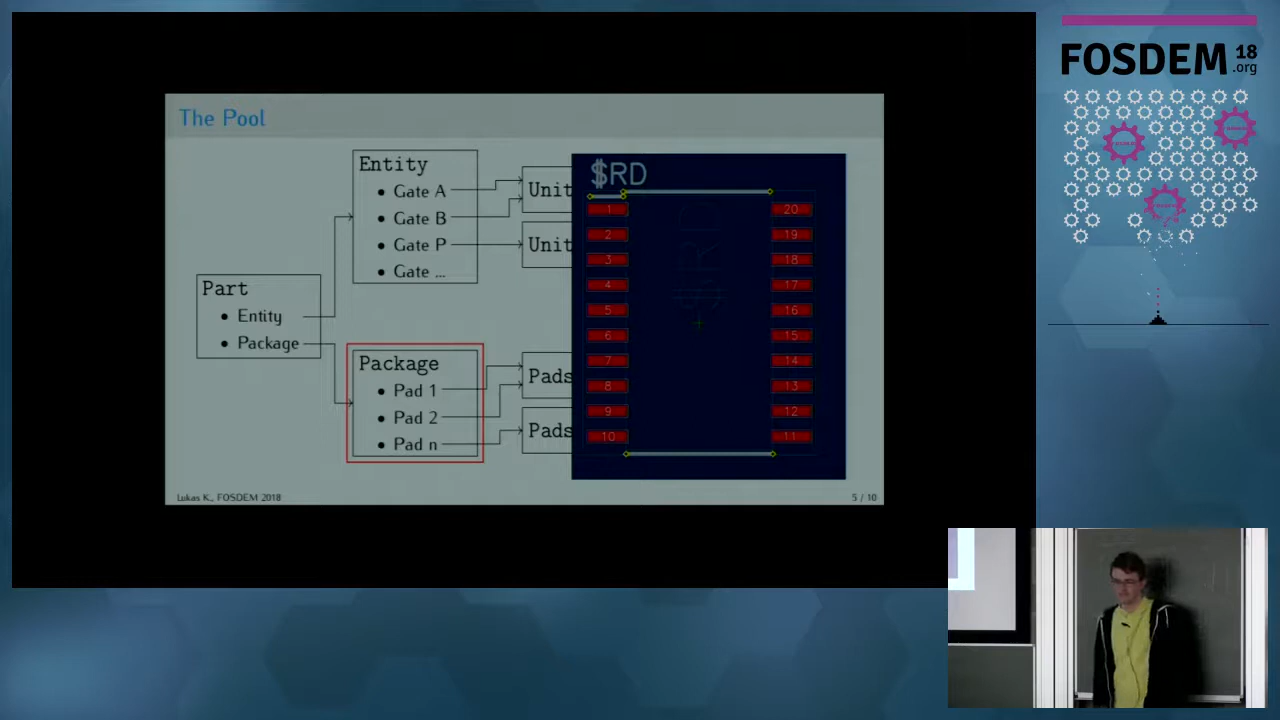 The Pool
Entity
• Gate A
• Gate B
• Gate P
• Gate ...
Unit
Unit
Part
• Entity
• Package
Package
• Pad 1
• Pad 2
• Pad n
Pads
Pads
$RD
1 20
2 19
3 18
4 17
5 16
6 15
7 14
8 13
9 12
10 11
Lukas K., FOSDEM 2018
5 / 10
FOSDEM 18
.org